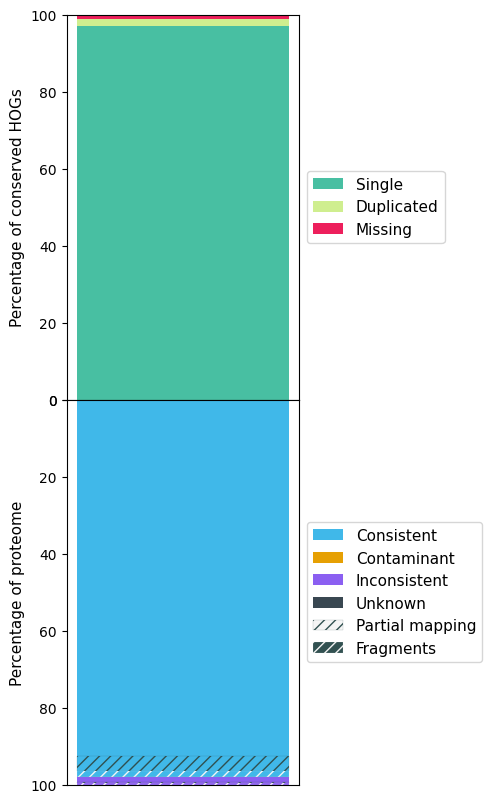 100
80
60
40
20
0
Percentage of conserved HOGs
Single
Duplicated
Missing
0
20
40
60
80
100
Percentage of proteome
Consistent
Contaminant
Inconsistent
Unknown
Partial mapping
Fragments